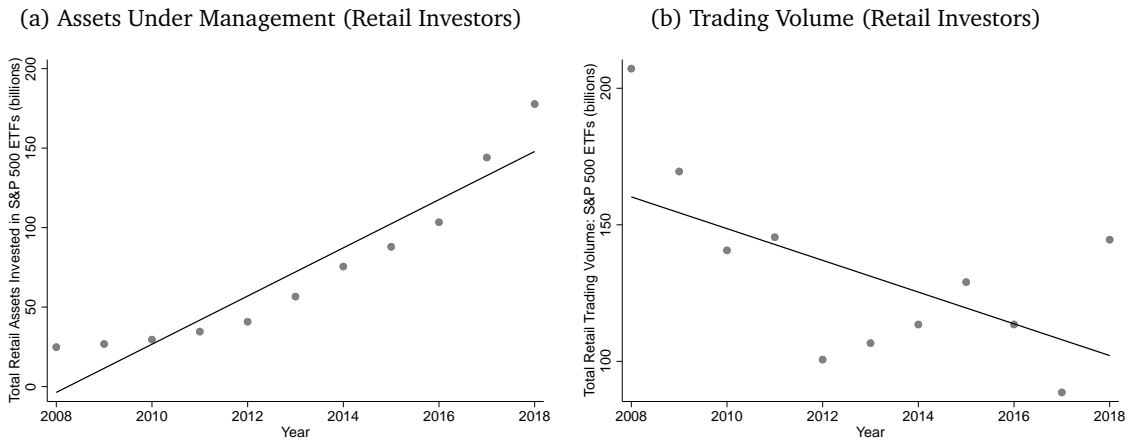 (a) Assets Under Management (Retail Investors)
Total Retail Assets Invested in S&P 500 ETFs (billions)
200
150
100
50
0
2008 2010 2012 2014 2016 2018
Year
(b) Trading Volume (Retail Investors)
Total Retail Trading Volume: S&P 500 ETFs (billions)
200
150
100
2008 2010 2012 2014 2016 2018
Year